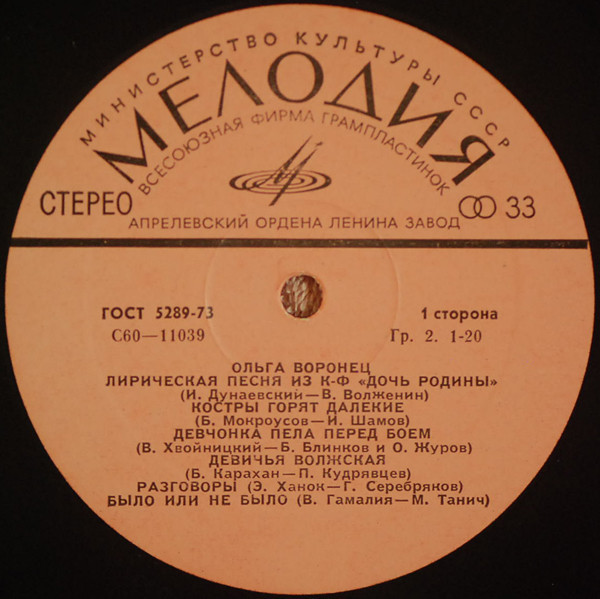 МИНИСТЕРСТВО КУЛЬТУРЫ СССР
МЕЛОДИЯ
ВСЕСОЮЗНАЯ ФИРМА ГРАМПЛАСТИНОК
СТЕРЕО
33
АПРЕЛЕВСКИЙ ОРДЕНА ЛЕНИНА ЗАВОД
ГОСТ 5289-73
1 сторона
С60—11039
Гр. 2. 1-20
ОЛЬГА ВОРОНЕЦ
ЛИРИЧЕСКАЯ ПЕСНЯ ИЗ К-Ф «ДОЧЬ РОДИНЫ»
(И. Дунаевский—В. Волженин)
КОСТРЫ ГОРЯТ ДАЛЕКИЕ
(Б. Мокроусов—И. Шамов)
ДЕВЧОНКА ПЕЛА ПЕРЕД БОЕМ
(В. Хвойницкий—Б. Блинков и О. Журов)
ДЕВИЧЬЯ ВОЛЖСКАЯ
(Б. Карахан—П. Кудрявцев)
РАЗГОВОРЫ (Э. Ханок—Г. Серебряков)
БЫЛО ИЛИ НЕ БЫЛО (В. Гамалия—М. Танич)